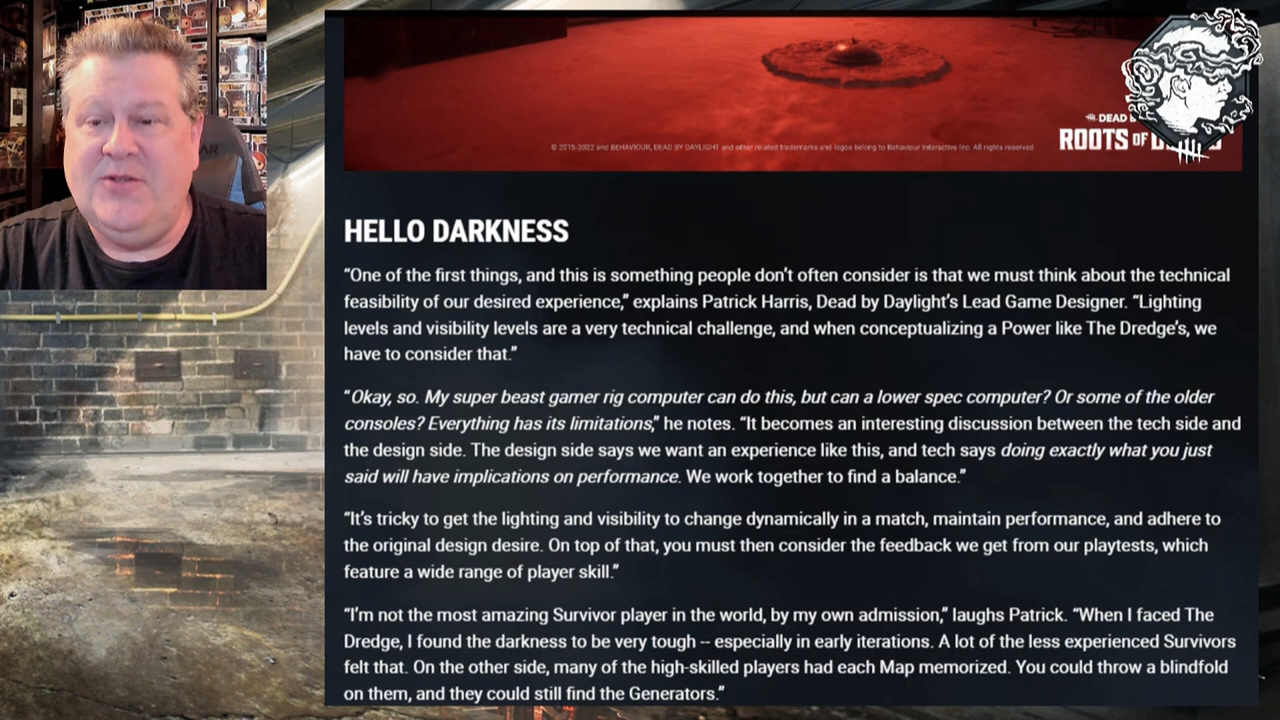 © 2015-2022 and BEHAVIOUR, DEAD BY DAYLIGHT and other related trademarks and logos belong to Behaviour Interactive Inc. All rights reserved.
DEAD
ROOTS OF
HELLO DARKNESS
“One of the first things, and this is something people don’t often consider is that we must think about the technical
feasibility of our desired experience,” explains Patrick Harris, Dead by Daylight’s Lead Game Designer. “Lighting
levels and visibility levels are a very technical challenge, and when conceptualizing a Power like The Dredge’s, we
have to consider that.”
“Okay, so. My super beast gamer rig computer can do this, but can a lower spec computer? Or some of the older
consoles? Everything has its limitations,” he notes. “It becomes an interesting discussion between the tech side and
the design side. The design side says we want an experience like this, and tech says doing exactly what you just
said will have implications on performance. We work together to find a balance.”
“It’s tricky to get the lighting and visibility to change dynamically in a match, maintain performance, and adhere to
the original design desire. On top of that, you must then consider the feedback we get from our playtests, which
feature a wide range of player skill.”
“I’m not the most amazing Survivor player in the world, by my own admission,” laughs Patrick. “When I faced The
Dredge, I found the darkness to be very tough -- especially in early iterations. A lot of the less experienced Survivors
felt that. On the other side, many of the high-skilled players had each Map memorized. You could throw a blindfold
on them, and they could still find the Generators.”